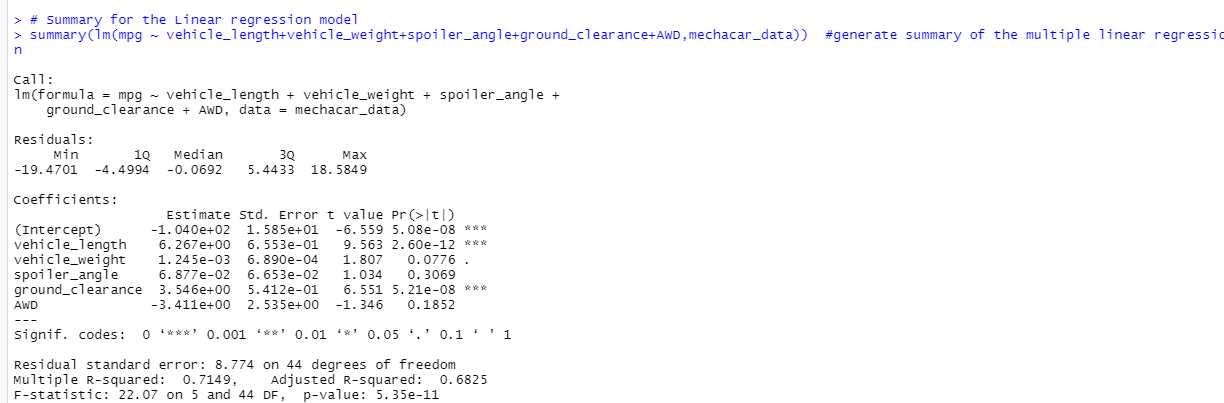 > # Summary for the Linear regression model
> summary(lm(mpg ~ vehicle_length+vehicle_weight+spoiler_angle+ground_clearance+AWD,mechacar_data))  #generate summary of the multiple linear regressio
n

Call:
lm(formula = mpg ~ vehicle_length + vehicle_weight + spoiler_angle +
    ground_clearance + AWD, data = mechacar_data)

Residuals:
     Min       1Q   Median       3Q      Max
-19.4701  -4.4994  -0.0692   5.4433  18.5849

Coefficients:
                   Estimate Std. Error t value Pr(>|t|)
(Intercept)      -1.040e+02  1.585e+01  -6.559 5.08e-08 ***
vehicle_length    6.267e+00  6.553e-01   9.563 2.60e-12 ***
vehicle_weight    1.245e-03  6.890e-04   1.807   0.0776 .
spoiler_angle     6.877e-02  6.653e-02   1.034   0.3069
ground_clearance  3.546e+00  5.412e-01   6.551 5.21e-08 ***
AWD              -3.411e+00  2.535e+00  -1.346   0.1852
---
Signif. codes:  0 ‘***’ 0.001 ‘**’ 0.01 ‘*’ 0.05 ‘.’ 0.1 ‘ ’ 1

Residual standard error: 8.774 on 44 degrees of freedom
Multiple R-squared:  0.7149,	Adjusted R-squared:  0.6825
F-statistic: 22.07 on 5 and 44 DF,  p-value: 5.35e-11